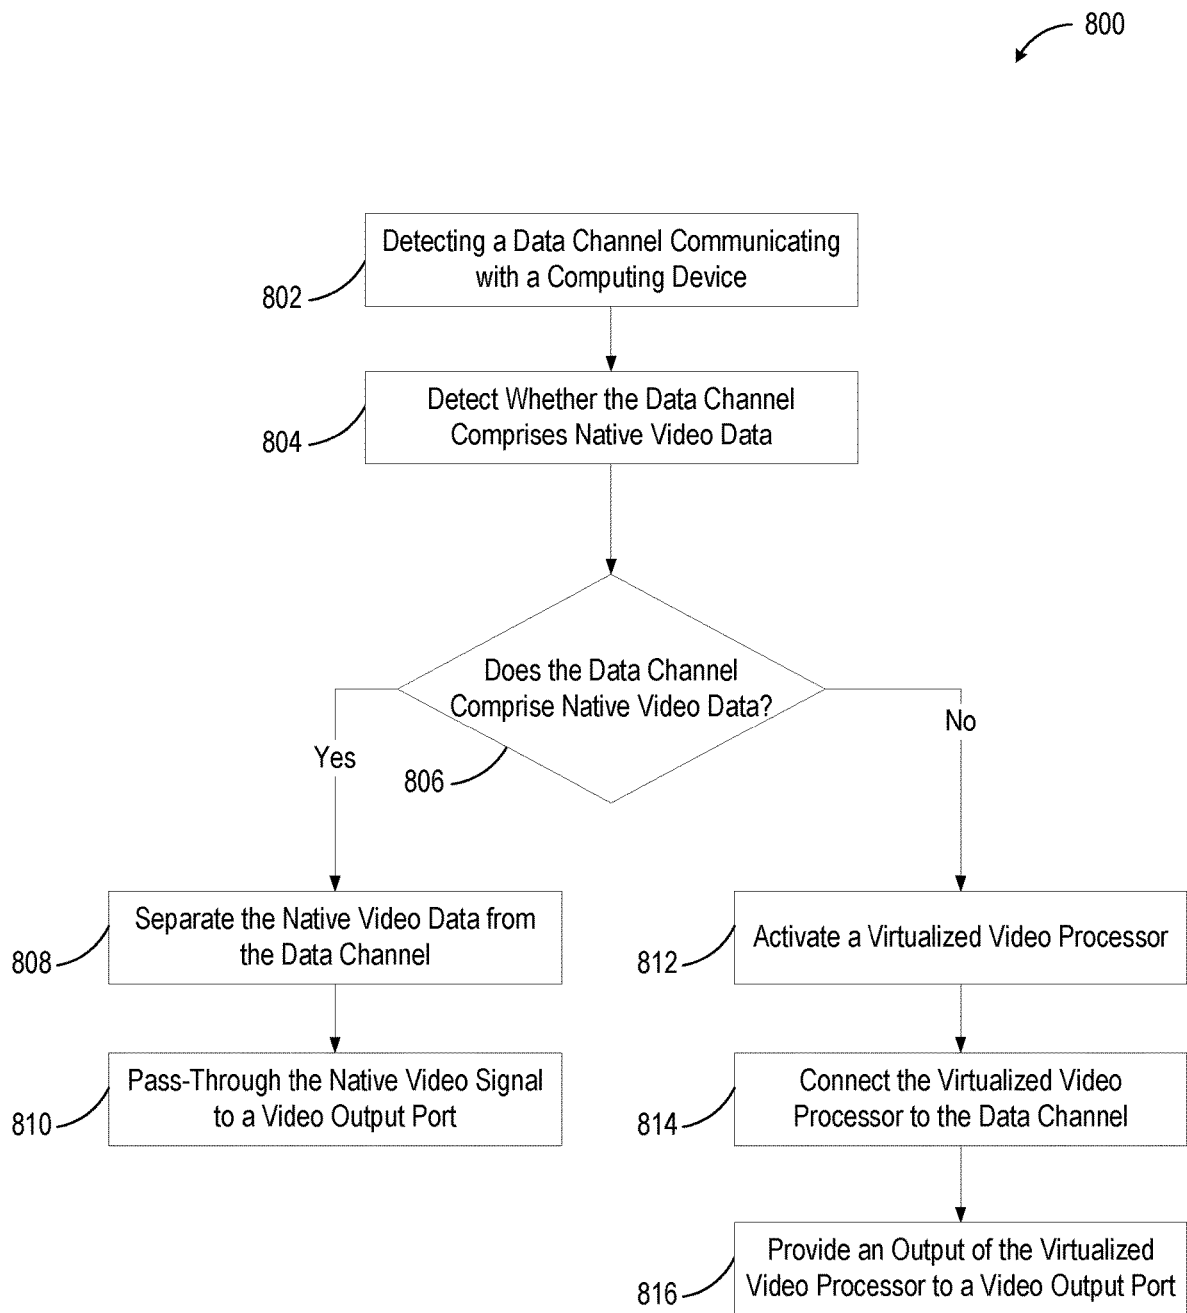 800
Detecting a Data Channel Communicating
with a Computing Device
802
Detect Whether the Data Channel
Comprises Native Video Data
804
Does the Data Channel
Comprise Native Video Data?
806
Yes
No
Separate the Native Video Data from
the Data Channel
808
Pass-Through the Native Video Signal
to a Video Output Port
810
Activate a Virtualized Video Processor
812
Connect the Virtualized Video
Processor to the Data Channel
814
Provide an Output of the Virtualized
Video Processor to a Video Output Port
816